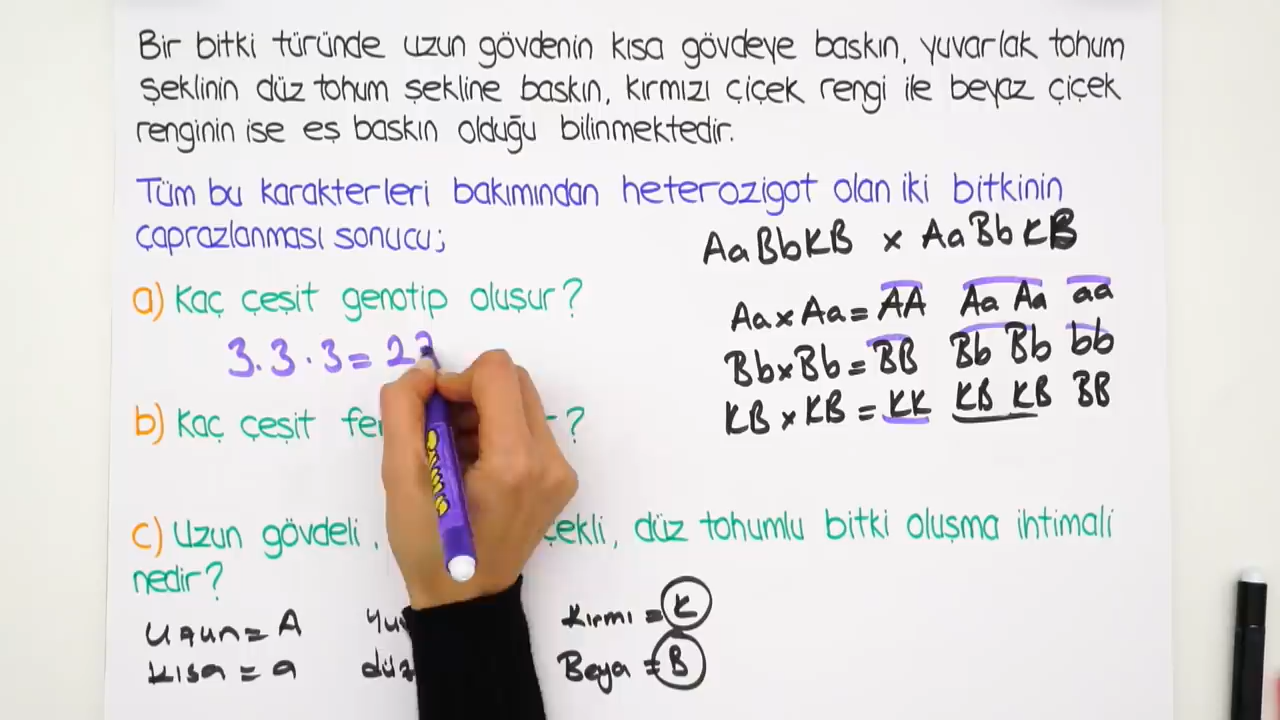 Bir bitki türünde uzun gövdenin kısa gövdeye baskın, yuvarlak tohum
şeklinin düz tohum şekline baskın, kırmızı çiçek rengi ile beyaz çiçek
renginin ise eş baskın olduğu bilinmektedir.
Tüm bu karakterleri bakımından heterozigot olan iki bitkinin
çaprazlanması sonucu;
AaBbKB x AaBbKB
a) Kaç çeşit genotip oluşur?
Aa x Aa = AA Aa Aa aa
3.3.3 = 2
Bb x Bb = BB Bb Bb bb
KB x KB = KK KB KB BB
b) Kaç çeşit fe ?
c) Uzun gövdeli, çekli, düz tohumlu bitki oluşma ihtimali
nedir?
Uzun = A Yuv Kırmı = K
Kısa = a düz Beya = B